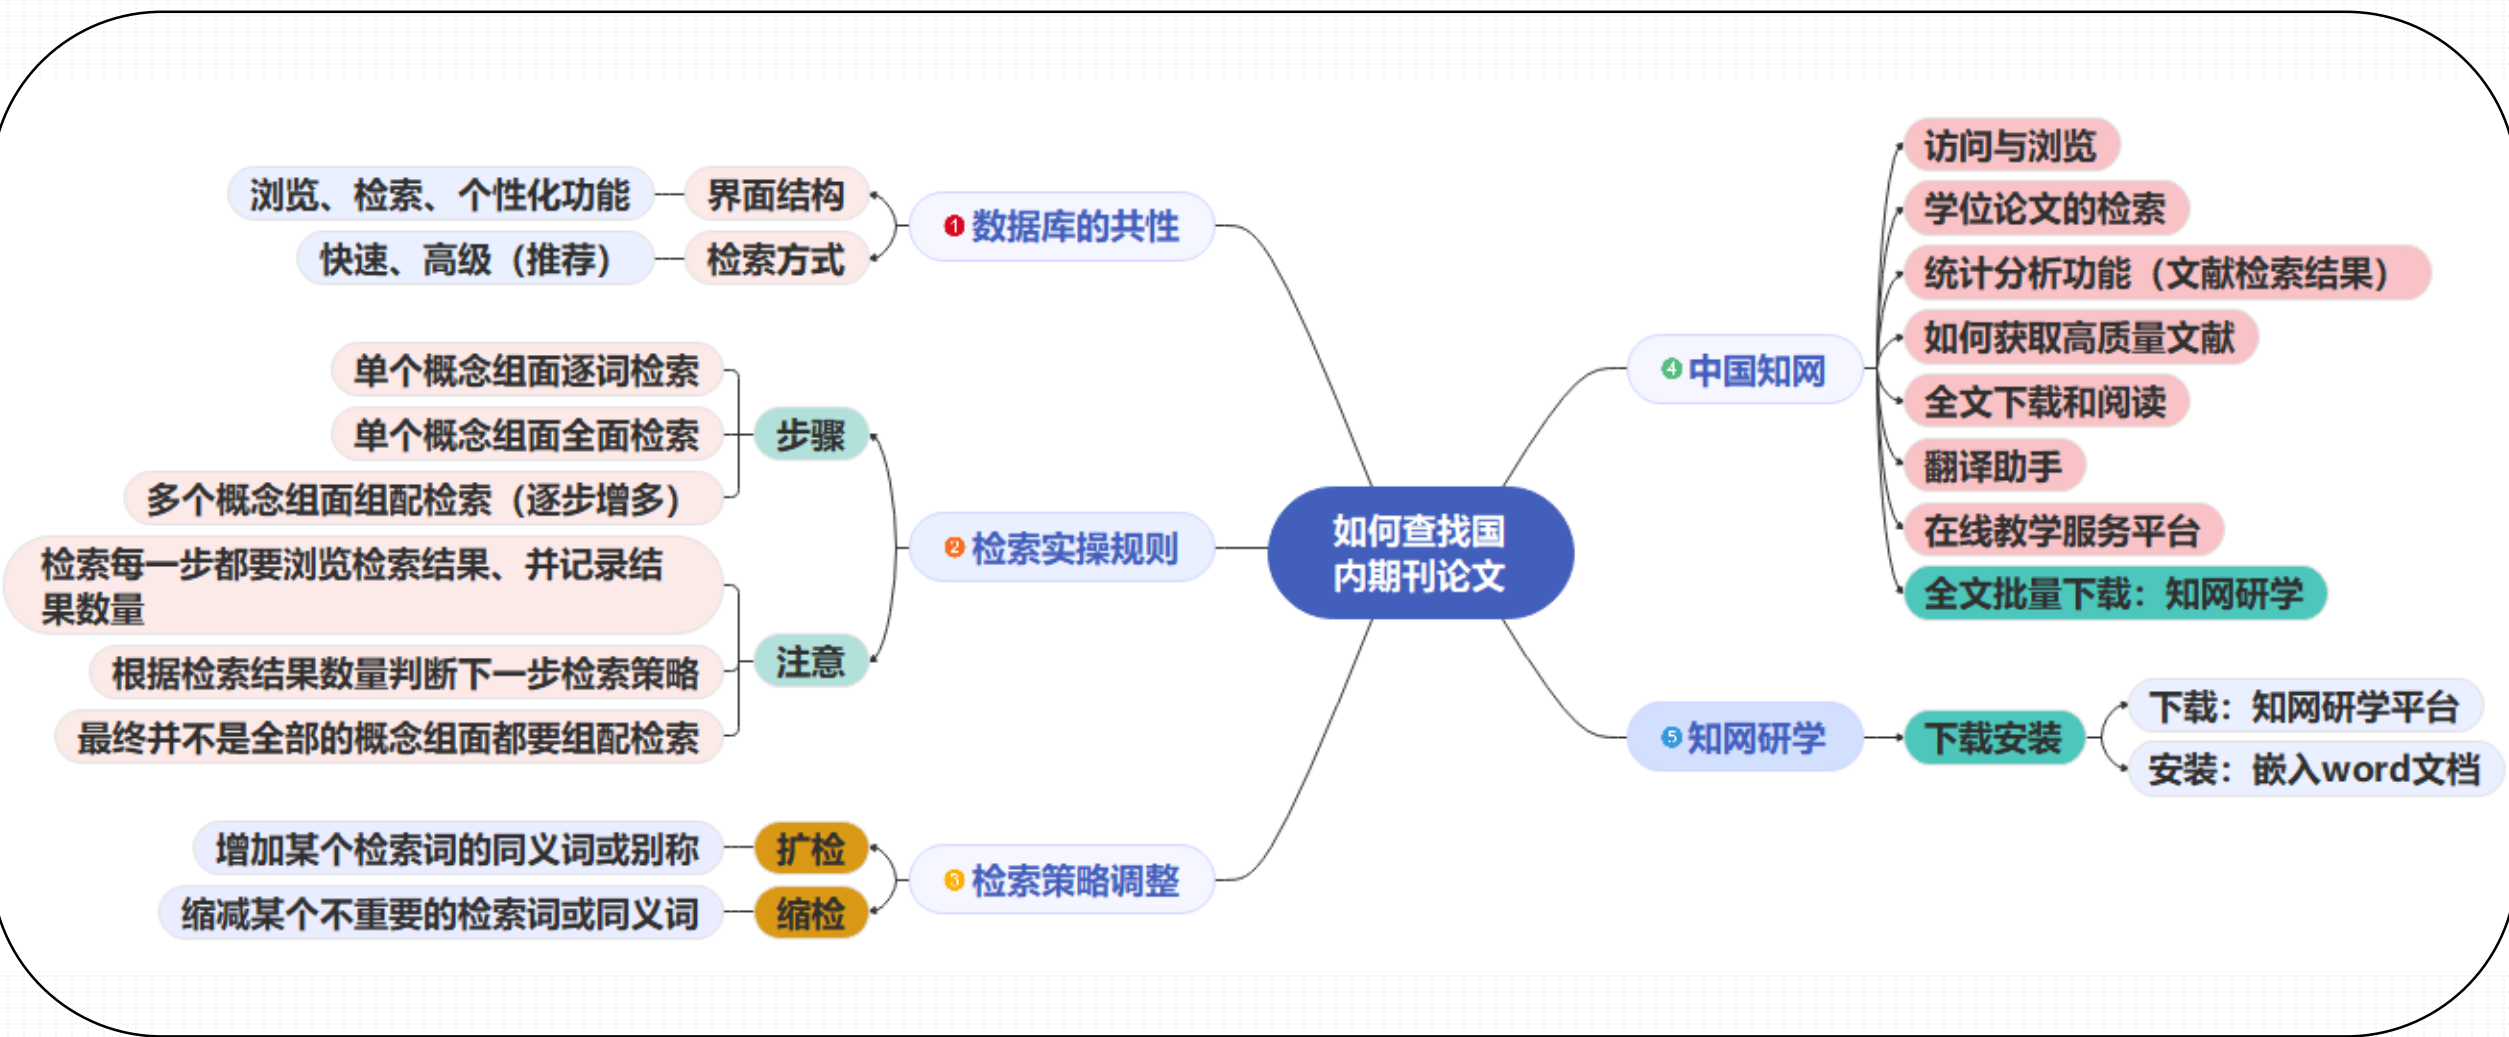 如何查找国
内期刊论文
❶数据库的共性
界面结构
浏览、检索、个性化功能
检索方式
快速、高级（推荐）
❷检索实操规则
步骤
单个概念组面逐词检索
单个概念组面全面检索
多个概念组面组配检索（逐步增多）
注意
检索每一步都要浏览检索结果、并记录结
果数量
根据检索结果数量判断下一步检索策略
最终并不是全部的概念组面都要组配检索
❸检索策略调整
扩检
增加某个检索词的同义词或别称
缩检
缩减某个不重要的检索词或同义词
❹中国知网
访问与浏览
学位论文的检索
统计分析功能（文献检索结果）
如何获取高质量文献
全文下载和阅读
翻译助手
在线教学服务平台
全文批量下载：知网研学
❺知网研学
下载安装
下载：知网研学平台
安装：嵌入word文档